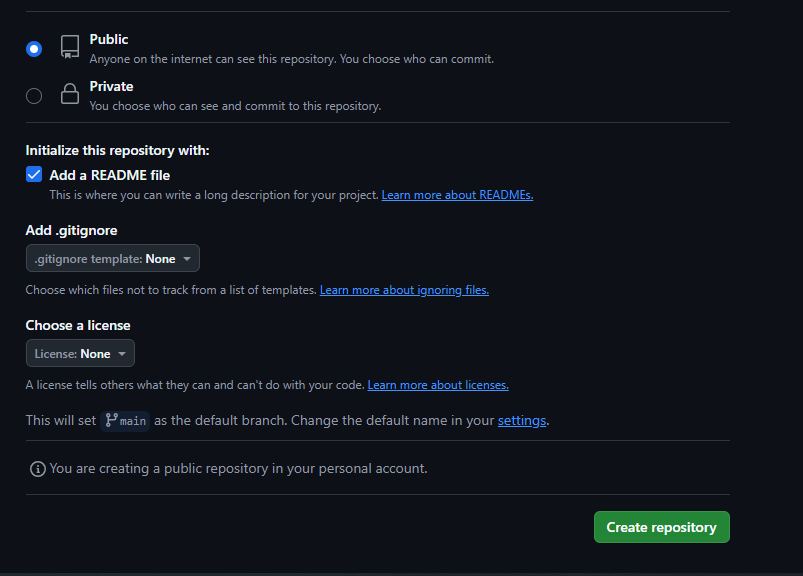 Public
Anyone on the internet can see this repository. You choose who can commit.
Private
You choose who can see and commit to this repository.
Initialize this repository with:
Add a README file
This is where you can write a long description for your project. Learn more about READMEs.
Add .gitignore
.gitignore template: None
Choose which files not to track from a list of templates. Learn more about ignoring files.
Choose a license
License: None
A license tells others what they can and can't do with your code. Learn more about licenses.
This will set main as the default branch. Change the default name in your settings.
You are creating a public repository in your personal account.
Create repository